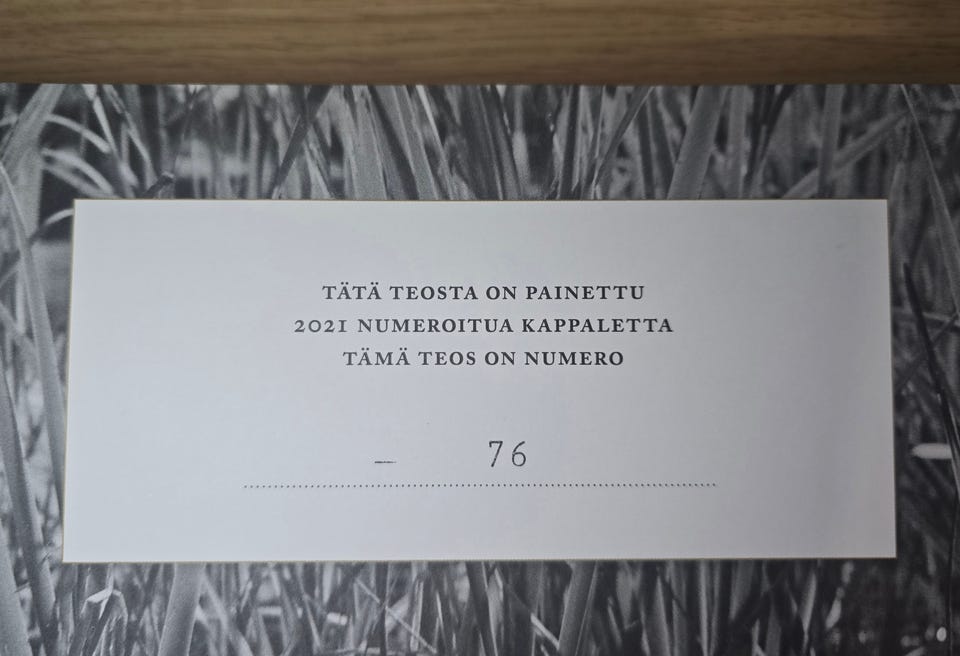 TÄTÄ TEOSTA ON PAINETTU
2021 NUMEROITUA KAPPALETTA
TÄMÄ TEOS ON NUMERO
– 76